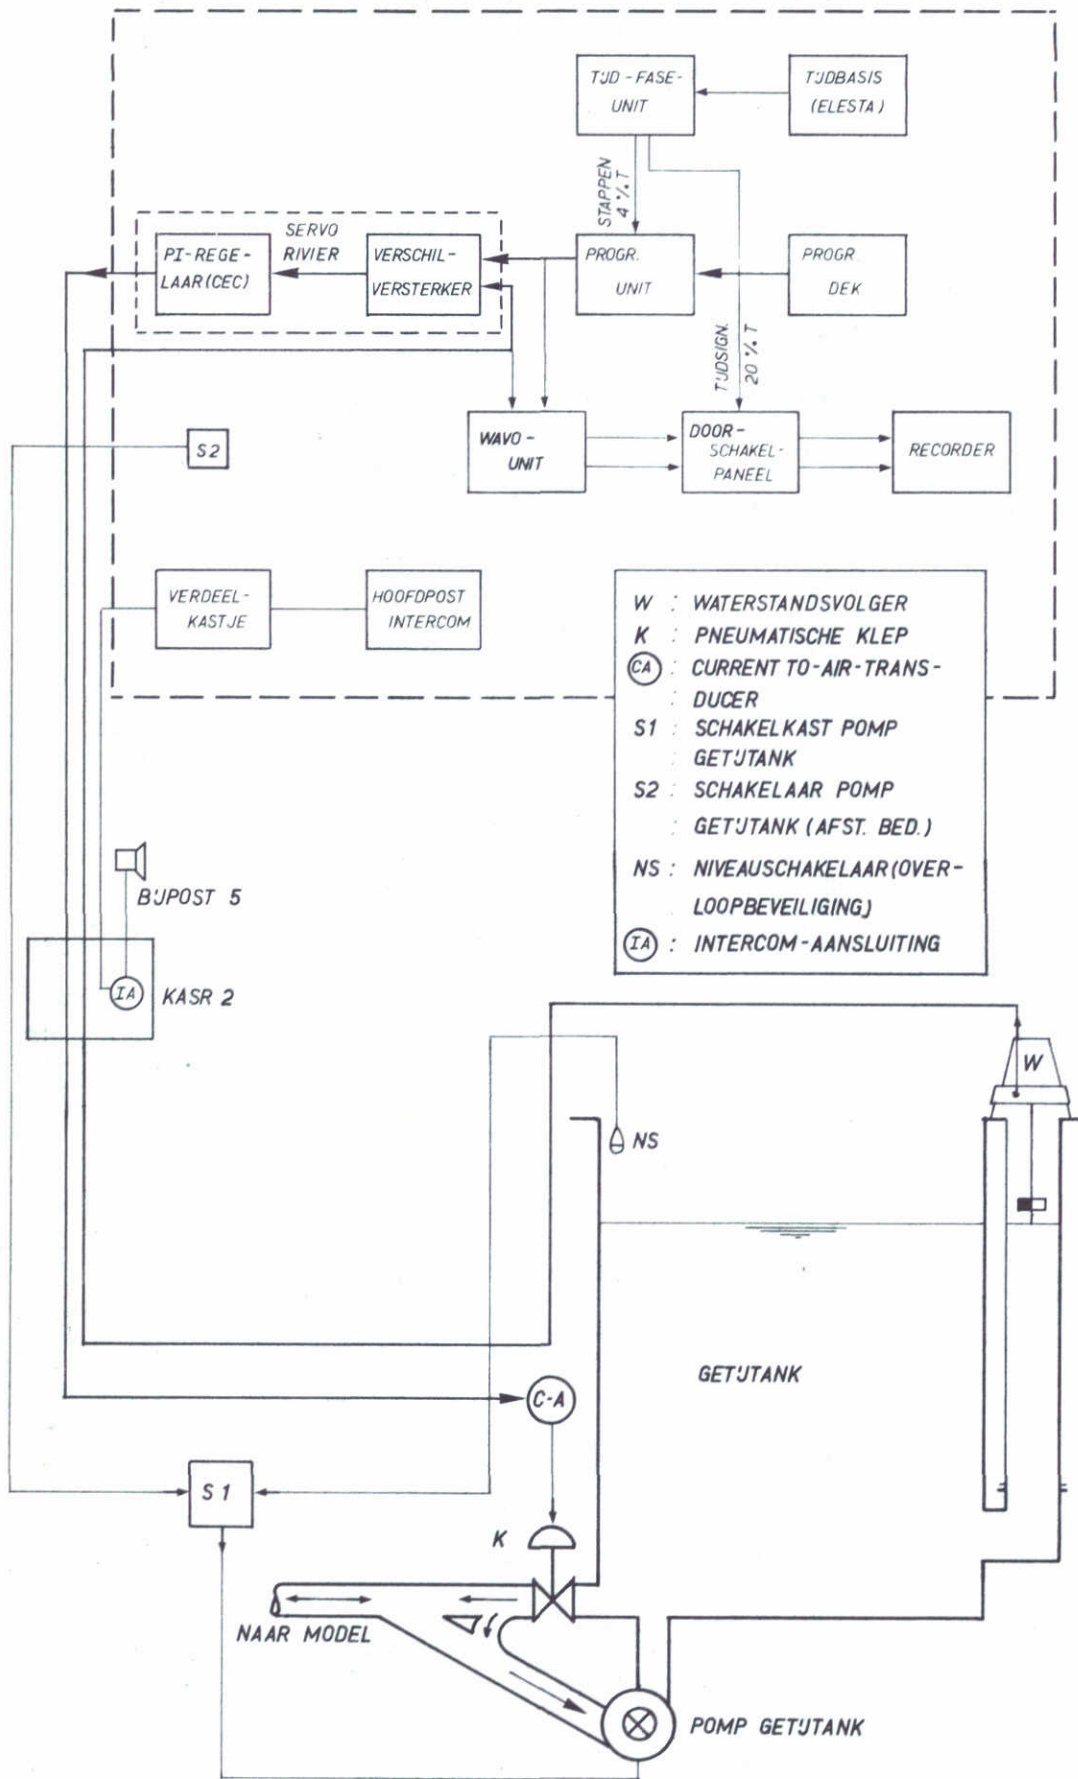 TIJD-FASE-
UNIT
TIJDBASIS
(ELESTA)
STAPPEN
4 % T
SERVO
RIVIER
PI-REGE-
LAAR(CEC)
VERSCHIL-
VERSTERKER
PROGR.
UNIT
PROGR.
DEK
TIJDSIGN.
20 % T
S2
WAVO-
UNIT
DOOR-
SCHAKEL-
PANEEL
RECORDER
VERDEEL-
KASTJE
HOOFDPOST
INTERCOM
W : WATERSTANDSVOLGER
K : PNEUMATISCHE KLEP
CA : CURRENT TO-AIR-TRANS-
: DUCER
S1 : SCHAKELKAST POMP
: GETIJTANK
S2 : SCHAKELAAR POMP
: GETIJTANK (AFST. BED.)
NS : NIVEAUSCHAKELAAR(OVER-
: LOOPBEVEILIGING)
IA : INTERCOM-AANSLUITING
BIJPOST 5
IA
KASR 2
W
NS
GETIJTANK
C-A
S1
K
NAAR MODEL
POMP GETIJTANK